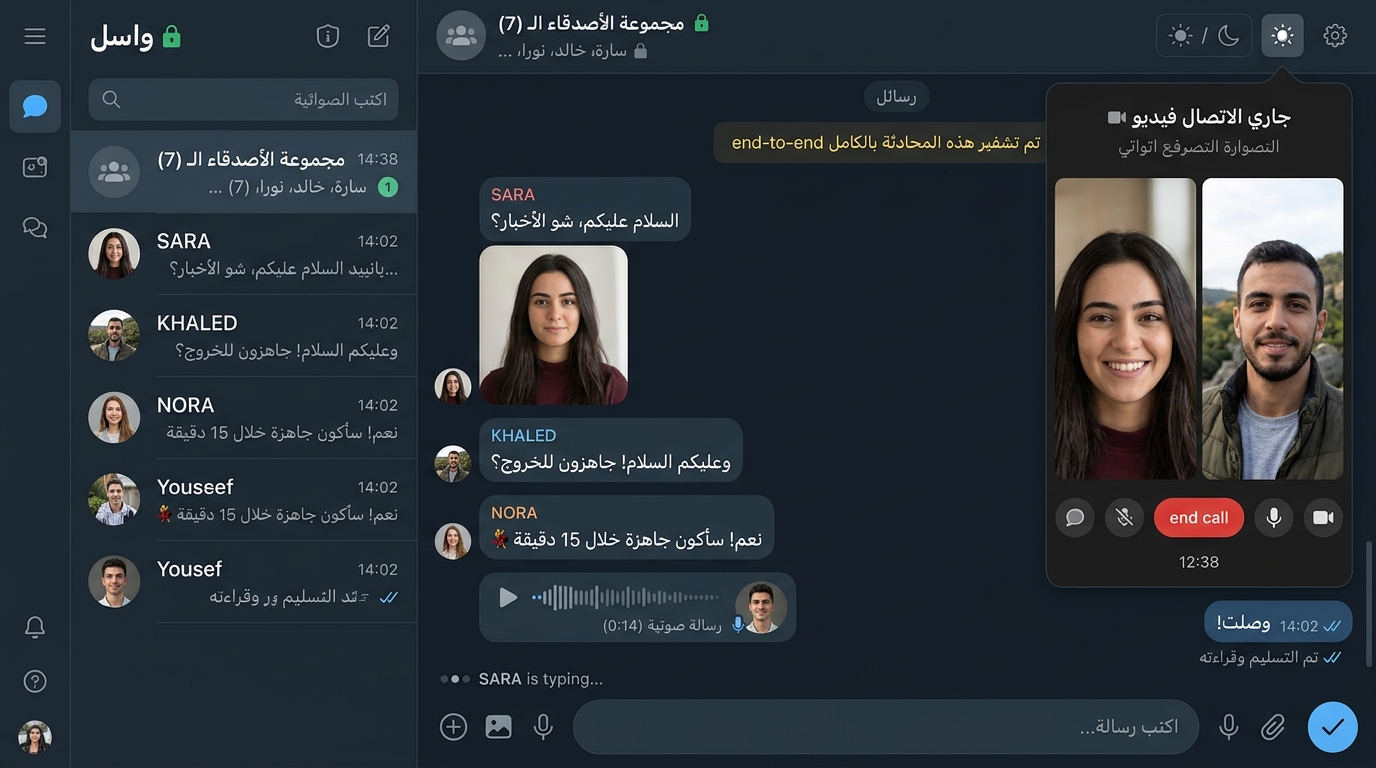 واسل
اكتب الصوائية
مجموعة الأصدقاء الـ (7)
14:38
سارة، خالد، نورا، (7) ...
1
SARA
14:02
...يانييد السلام عليكم، شو الأخبار؟
KHALED
14:02
وعليكم السلام! جاهزون للخروج؟
NORA
14:02
نعم! سأكون جاهزة خلال 15 دقيقة
Youseef
14:02
نعم! سأكون جاهزة خلال 15 دقيقة 💃
Yousef
14:02
التسليم
وقراءته
مجموعة الأصدقاء الـ (7)
سارة، خالد، نورا، ...
/
رسائل
تم تشفير هذه المحادثة بالكامل end-to-end
SARA
السلام عليكم، شو الأخبار؟
KHALED
وعليكم السلام! جاهزون للخروج؟
NORA
نعم! سأكون جاهزة خلال 15 دقيقة 💃
رسالة صوتية (0:14)
جاري الاتصال فيديو
التصوارة التصرفع اتواتي
end call
12:38
وصلت!
14:02
تم التسليم وقراءته
SARA is typing...
اكتب رسالة...